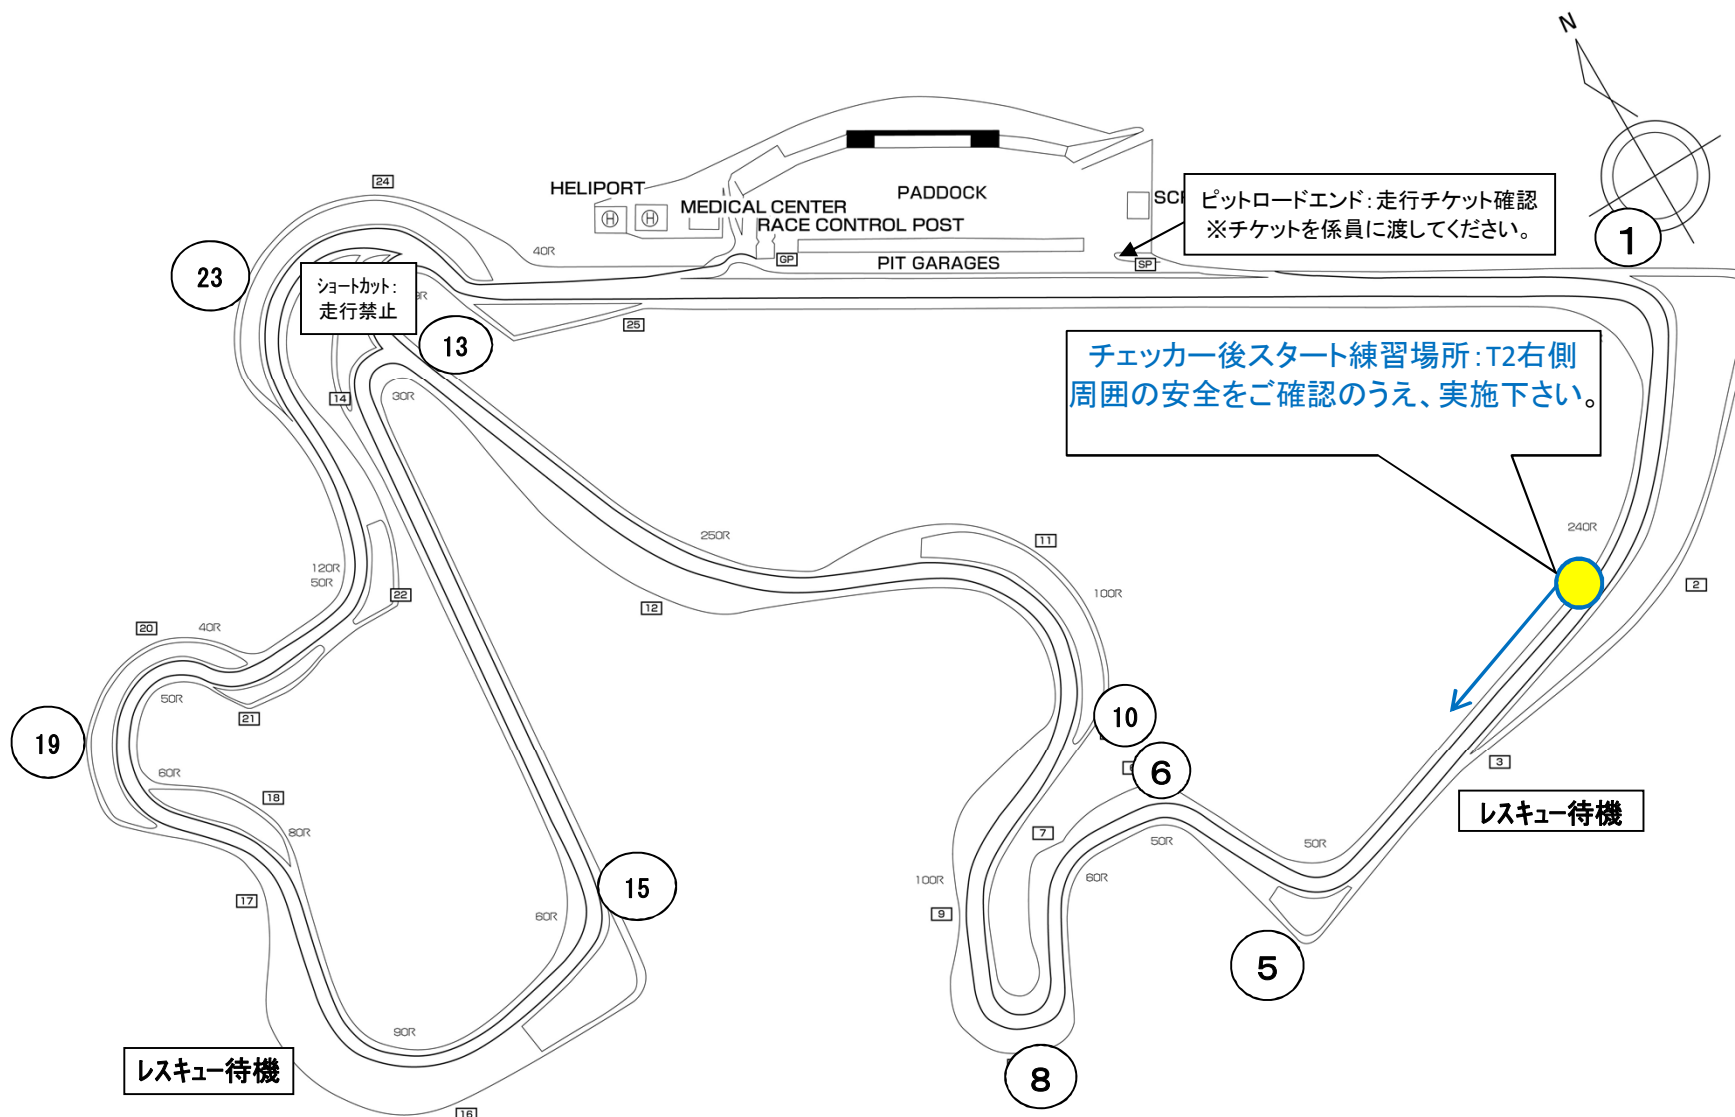 N
24
HELIPORT
H
H
MEDICAL CENTER
RACE CONTROL POST
PADDOCK
ピットロードエンド：走行チケット確認
※チケットを係員に渡してください。
1
40R
GP
PIT GARAGES
SP
23
ショートカット：
走行禁止
25
13
チェッカー後スタート練習場所：T2右側
周囲の安全をご確認のうえ、実施下さい。
14
30R
240R
250R
11
120R
50R
22
12
100R
2
20
40R
50R
21
10
19
6
3
60R
18
レスキュー待機
80R
7
50R
50R
15
100R
60R
17
60R
9
5
90R
レスキュー待機
8
16